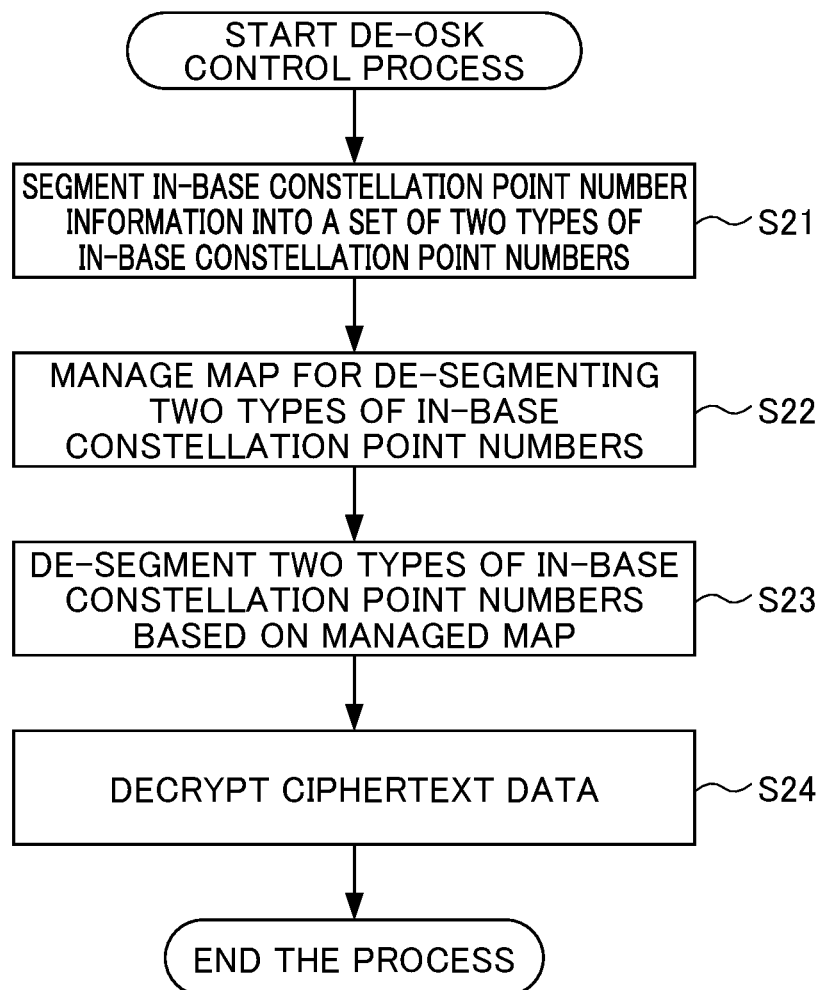 START DE-OSK
CONTROL PROCESS
SEGMENT IN-BASE CONSTELLATION POINT NUMBER
INFORMATION INTO A SET OF TWO TYPES OF
IN-BASE CONSTELLATION POINT NUMBERS
S21
MANAGE MAP FOR DE-SEGMENTING
TWO TYPES OF IN-BASE
CONSTELLATION POINT NUMBERS
S22
DE-SEGMENT TWO TYPES OF IN-BASE
CONSTELLATION POINT NUMBERS
BASED ON MANAGED MAP
S23
DECRYPT CIPHERTEXT DATA
S24
END THE PROCESS